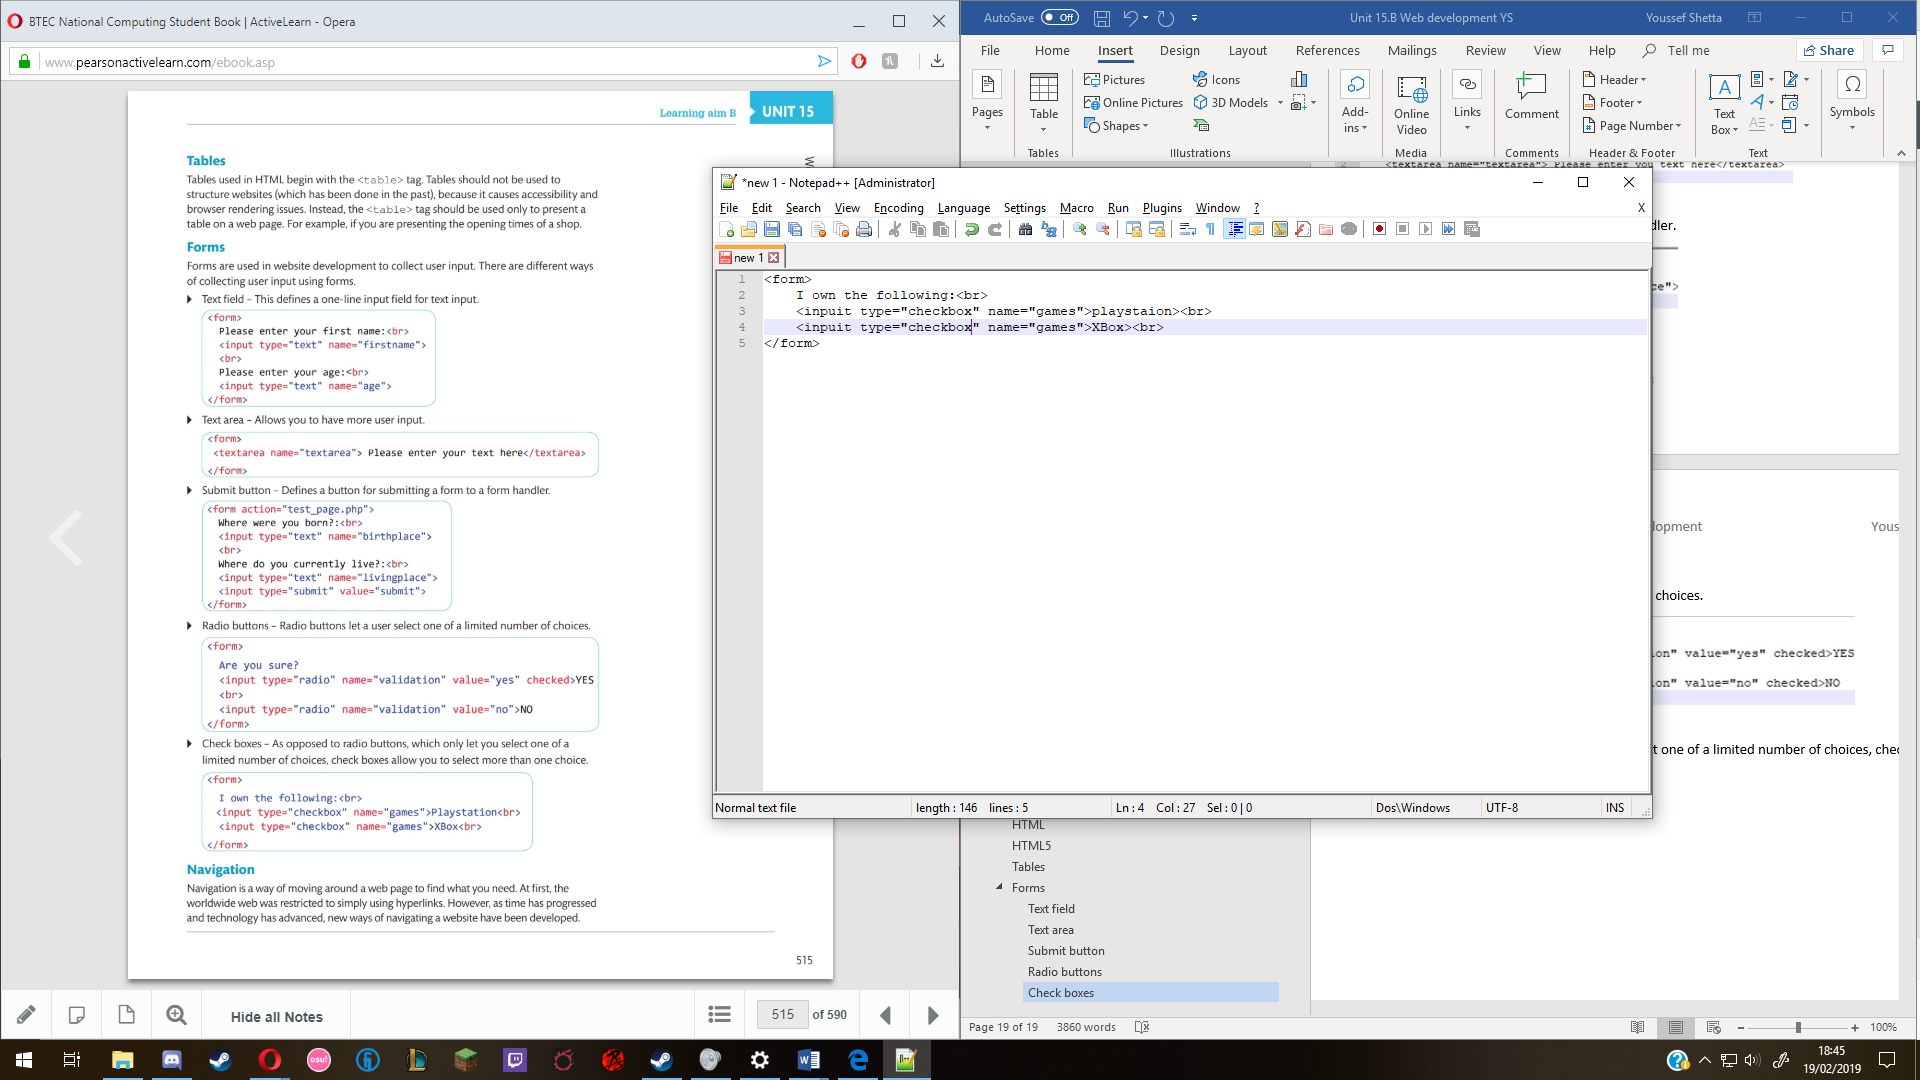 BTEC National Computing Student Book | ActiveLearn - Opera
www.pearsonactivelearn.com/ebook.asp
Learning aim B
UNIT 15
Tables
Tables used in HTML begin with the <table> tag. Tables should not be used to
structure websites (which has been done in the past), because it causes accessibility and
browser rendering issues. Instead, the <table> tag should be used only to present a
table on a web page. For example, if you are presenting the opening times of a shop.
Forms
Forms are used in website development to collect user input. There are different ways
of collecting user input using forms.
Text field – This defines a one-line input field for text input.
<form>
Please enter your first name:<br>
<input type="text" name="firstname">
<br>
Please enter your age:<br>
<input type="text" name="age">
</form>
Text area – Allows you to have more user input.
<form>
<textarea name="textarea"> Please enter your text here</textarea>
</form>
Submit button – Defines a button for submitting a form to a form handler.
<form action="test_page.php">
Where were you born?:<br>
<input type="text" name="birthplace">
<br>
Where do you currently live?:<br>
<input type="text" name="livingplace">
<input type="submit" value="submit">
</form>
Radio buttons – Radio buttons let a user select one of a limited number of choices.
<form>
Are you sure?
<input type="radio" name="validation" value="yes" checked>YES
<br>
<input type="radio" name="validation" value="no">NO
</form>
Check boxes – As opposed to radio buttons, which only let you select one of a
limited number of choices, check boxes allow you to select more than one choice.
<form>
I own the following:<br>
<input type="checkbox" name="games">Playstation<br>
<input type="checkbox" name="games">XBox<br>
</form>
Navigation
Navigation is a way of moving around a web page to find what you need. At first, the
worldwide web was restricted to simply using hyperlinks. However, as time has progressed
and technology has advanced, new ways of navigating a website have been developed.
515
W
Hide all Notes
515 of 590
AutoSave Off
Unit 15.B Web development YS
Youssef Shetta
File Home Insert Design Layout References Mailings Review View Help Tell me Share
Pages
Table
Tables
Pictures
Online Pictures
Shapes
Icons
3D Models
Illustrations
Add-
ins
Online
Video
Media
Links
Comment
Comments
Header
Footer
Page Number
Header & Footer
Text
Box
Text
Symbols
2 <textarea name="textarea"> Please enter you text here</textarea>
*new 1 - Notepad++ [Administrator]
File Edit Search View Encoding Language Settings Macro Run Plugins Window ? X
new 1
1 <form>
2 I own the following:<br>
3 <inpuit type="checkbox" name="games">playstaion><br>
4 <inpuit type="checkbox" name="games">XBox><br>
5 </form>
Normal text file length : 146 lines : 5 Ln : 4 Col : 27 Sel : 0 | 0 Dos\Windows UTF-8 INS
dler.
ce">
lopment Yous
choices.
ion" value="yes" checked>YES
ion" value="no" checked>NO
t one of a limited number of choices, chec
HTML
HTML5
Tables
Forms
Text field
Text area
Submit button
Radio buttons
Check boxes
Page 19 of 19 3860 words
100%
osu!
18:45
19/02/2019